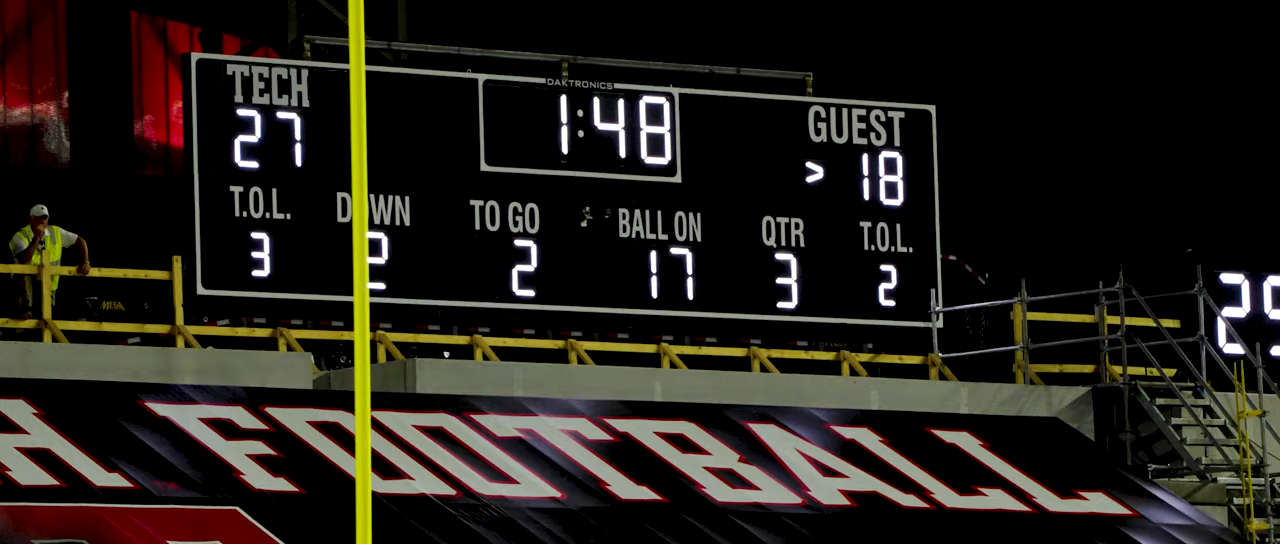 DAKTRONICS
TECH 1:48 GUEST
27 > 18
T.O.L. DOWN TO GO BALL ON QTR T.O.L.
3 2 2 17 3 2
MEGA
H FOOTBALL